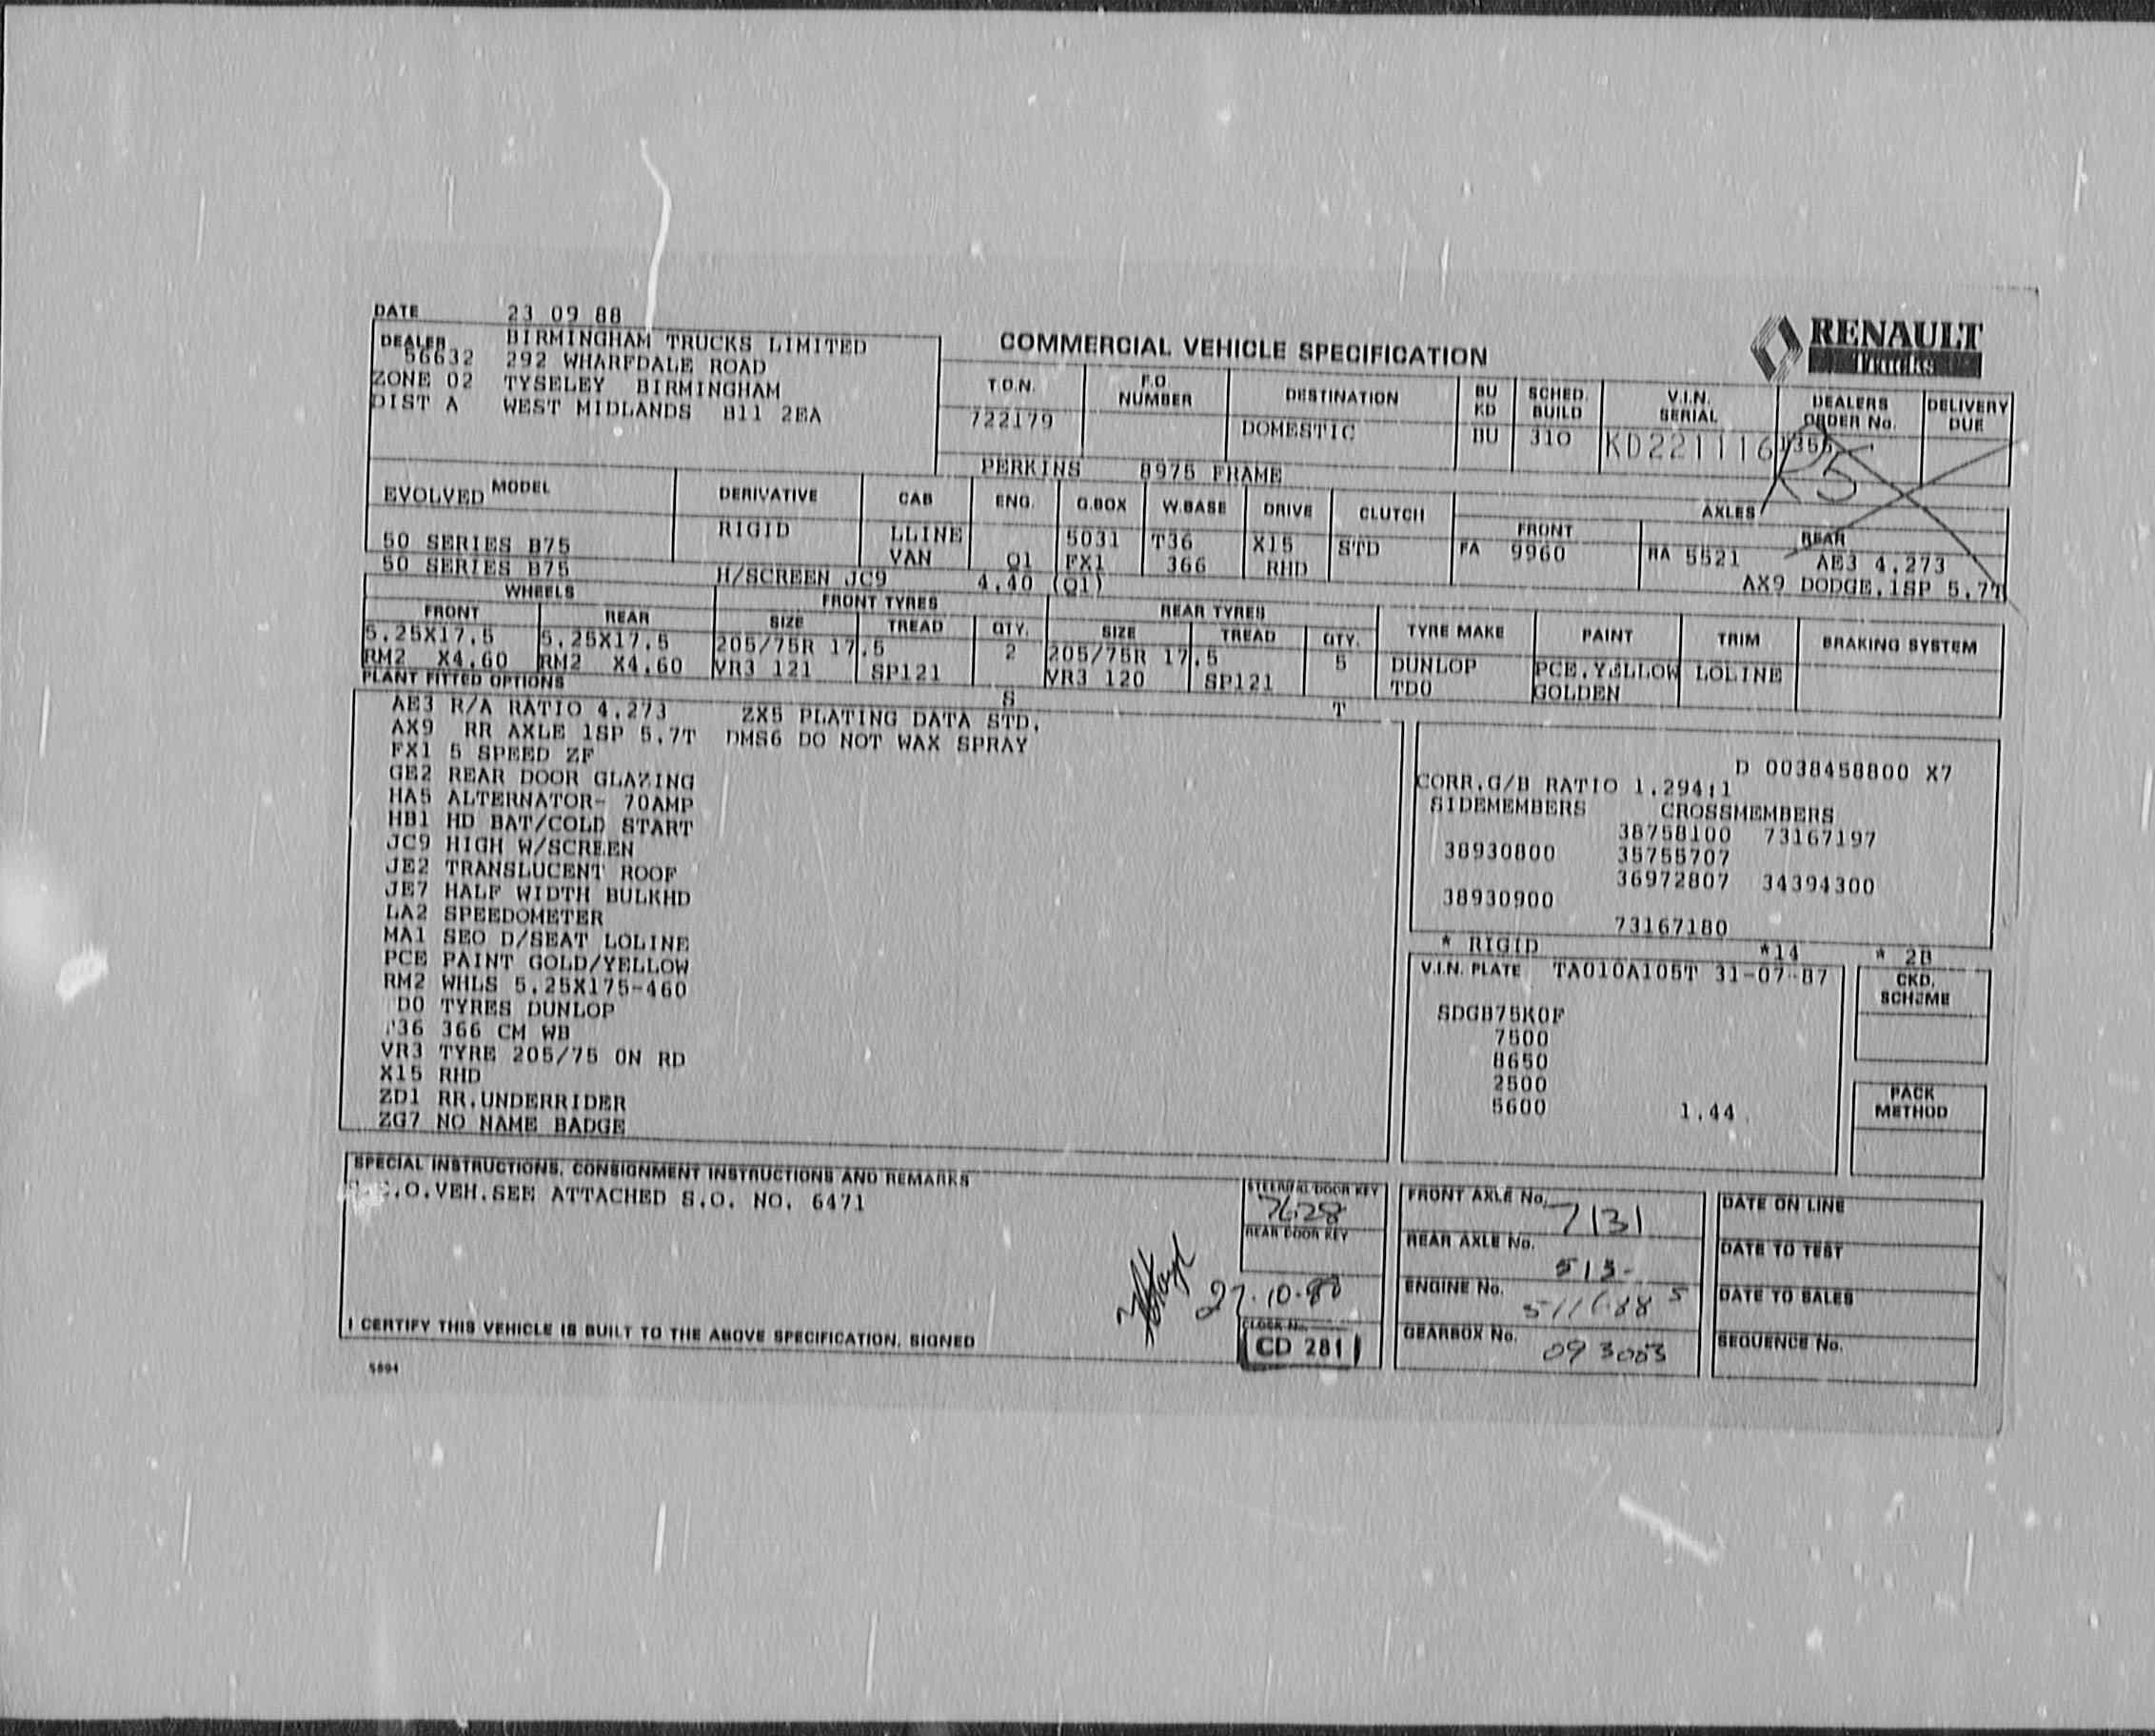 DATE 23 09 88
DEALER BIRMINGHAM TRUCKS LIMITED
56632 292 WHARFDALE ROAD
ZONE 02 TYSELEY BIRMINGHAM
DIST A WEST MIDLANDS B11 2EA
COMMERCIAL VEHICLE SPECIFICATION
RENAULT
Trucks
T.O.N. F.O NUMBER DESTINATION BU KD SCHED. BUILD V.I.N. SERIAL DEALERS ORDER No. DELIVERY DUE
722179 DOMESTIC BU 310 KD221116
PERKINS 8975 FRAME
EVOLVED MODEL DERIVATIVE CAB ENG. G.BOX W.BASE DRIVE CLUTCH AXLES
FRONT REAR
50 SERIES B75 RIGID LLINE 5031 T36 X15 STD FA 9960 RA 5521 AE3 4.273
50 SERIES B75 VAN Q1 FX1 366 RHD AX9 DODGE.1SP 5.7T
H/SCREEN JC9 4.40 (Q1)
WHEELS FRONT TYRES REAR TYRES
FRONT REAR SIZE TREAD QTY. SIZE TREAD QTY. TYRE MAKE PAINT TRIM BRAKING SYSTEM
5.25X17.5 5.25X17.5 205/75R 17.5 2 205/75R 17.5 5 DUNLOP PCE.YELLOW LOLINE
RM2 X4.60 RM2 X4.60 VR3 121 SP121 VR3 120 SP121 TDO GOLDEN
PLANT FITTED OPTIONS S T
AE3 R/A RATIO 4.273 ZX5 PLATING DATA STD.
AX9 RR AXLE 1SP 5.7T DMS6 DO NOT WAX SPRAY
FX1 5 SPEED ZF
GE2 REAR DOOR GLAZING
HA5 ALTERNATOR- 70AMP
HB1 HD BAT/COLD START
JC9 HIGH W/SCREEN
JE2 TRANSLUCENT ROOF
JE7 HALF WIDTH BULKHD
LA2 SPEEDOMETER
MA1 SEO D/SEAT LOLINE
PCE PAINT GOLD/YELLOW
RM2 WHLS 5.25X175-460
DO TYRES DUNLOP
36 366 CM WB
VR3 TYRE 205/75 ON RD
X15 RHD
ZD1 RR.UNDERRIDER
ZG7 NO NAME BADGE
D 0038458800 X7
CORR.G/B RATIO 1.294:1
SIDEMEMBERS CROSSMEMBERS
38758100 73167197
38930800 35755707
36972807 34394300
38930900
73167180
* RIGID *14 * 2B
V.I.N. PLATE TA010A105T 31-07-87
SDGB75K0F
7500
8650
2500
5600 1.44
CKD. SCHEME
PACK METHOD
SPECIAL INSTRUCTIONS, CONSIGNMENT INSTRUCTIONS AND REMARKS
.O.VEH.SEE ATTACHED S.O. NO. 6471
I CERTIFY THIS VEHICLE IS BUILT TO THE ABOVE SPECIFICATION. SIGNED
27.10.88
STEERING/DOOR KEY
7628
REAR DOOR KEY
CLOCK No.
CD 281
FRONT AXLE No. 7131
REAR AXLE No. 513-
ENGINE No.
GEARBOX No. 093003
DATE ON LINE
DATE TO TEST
DATE TO SALES
SEQUENCE No.
5894